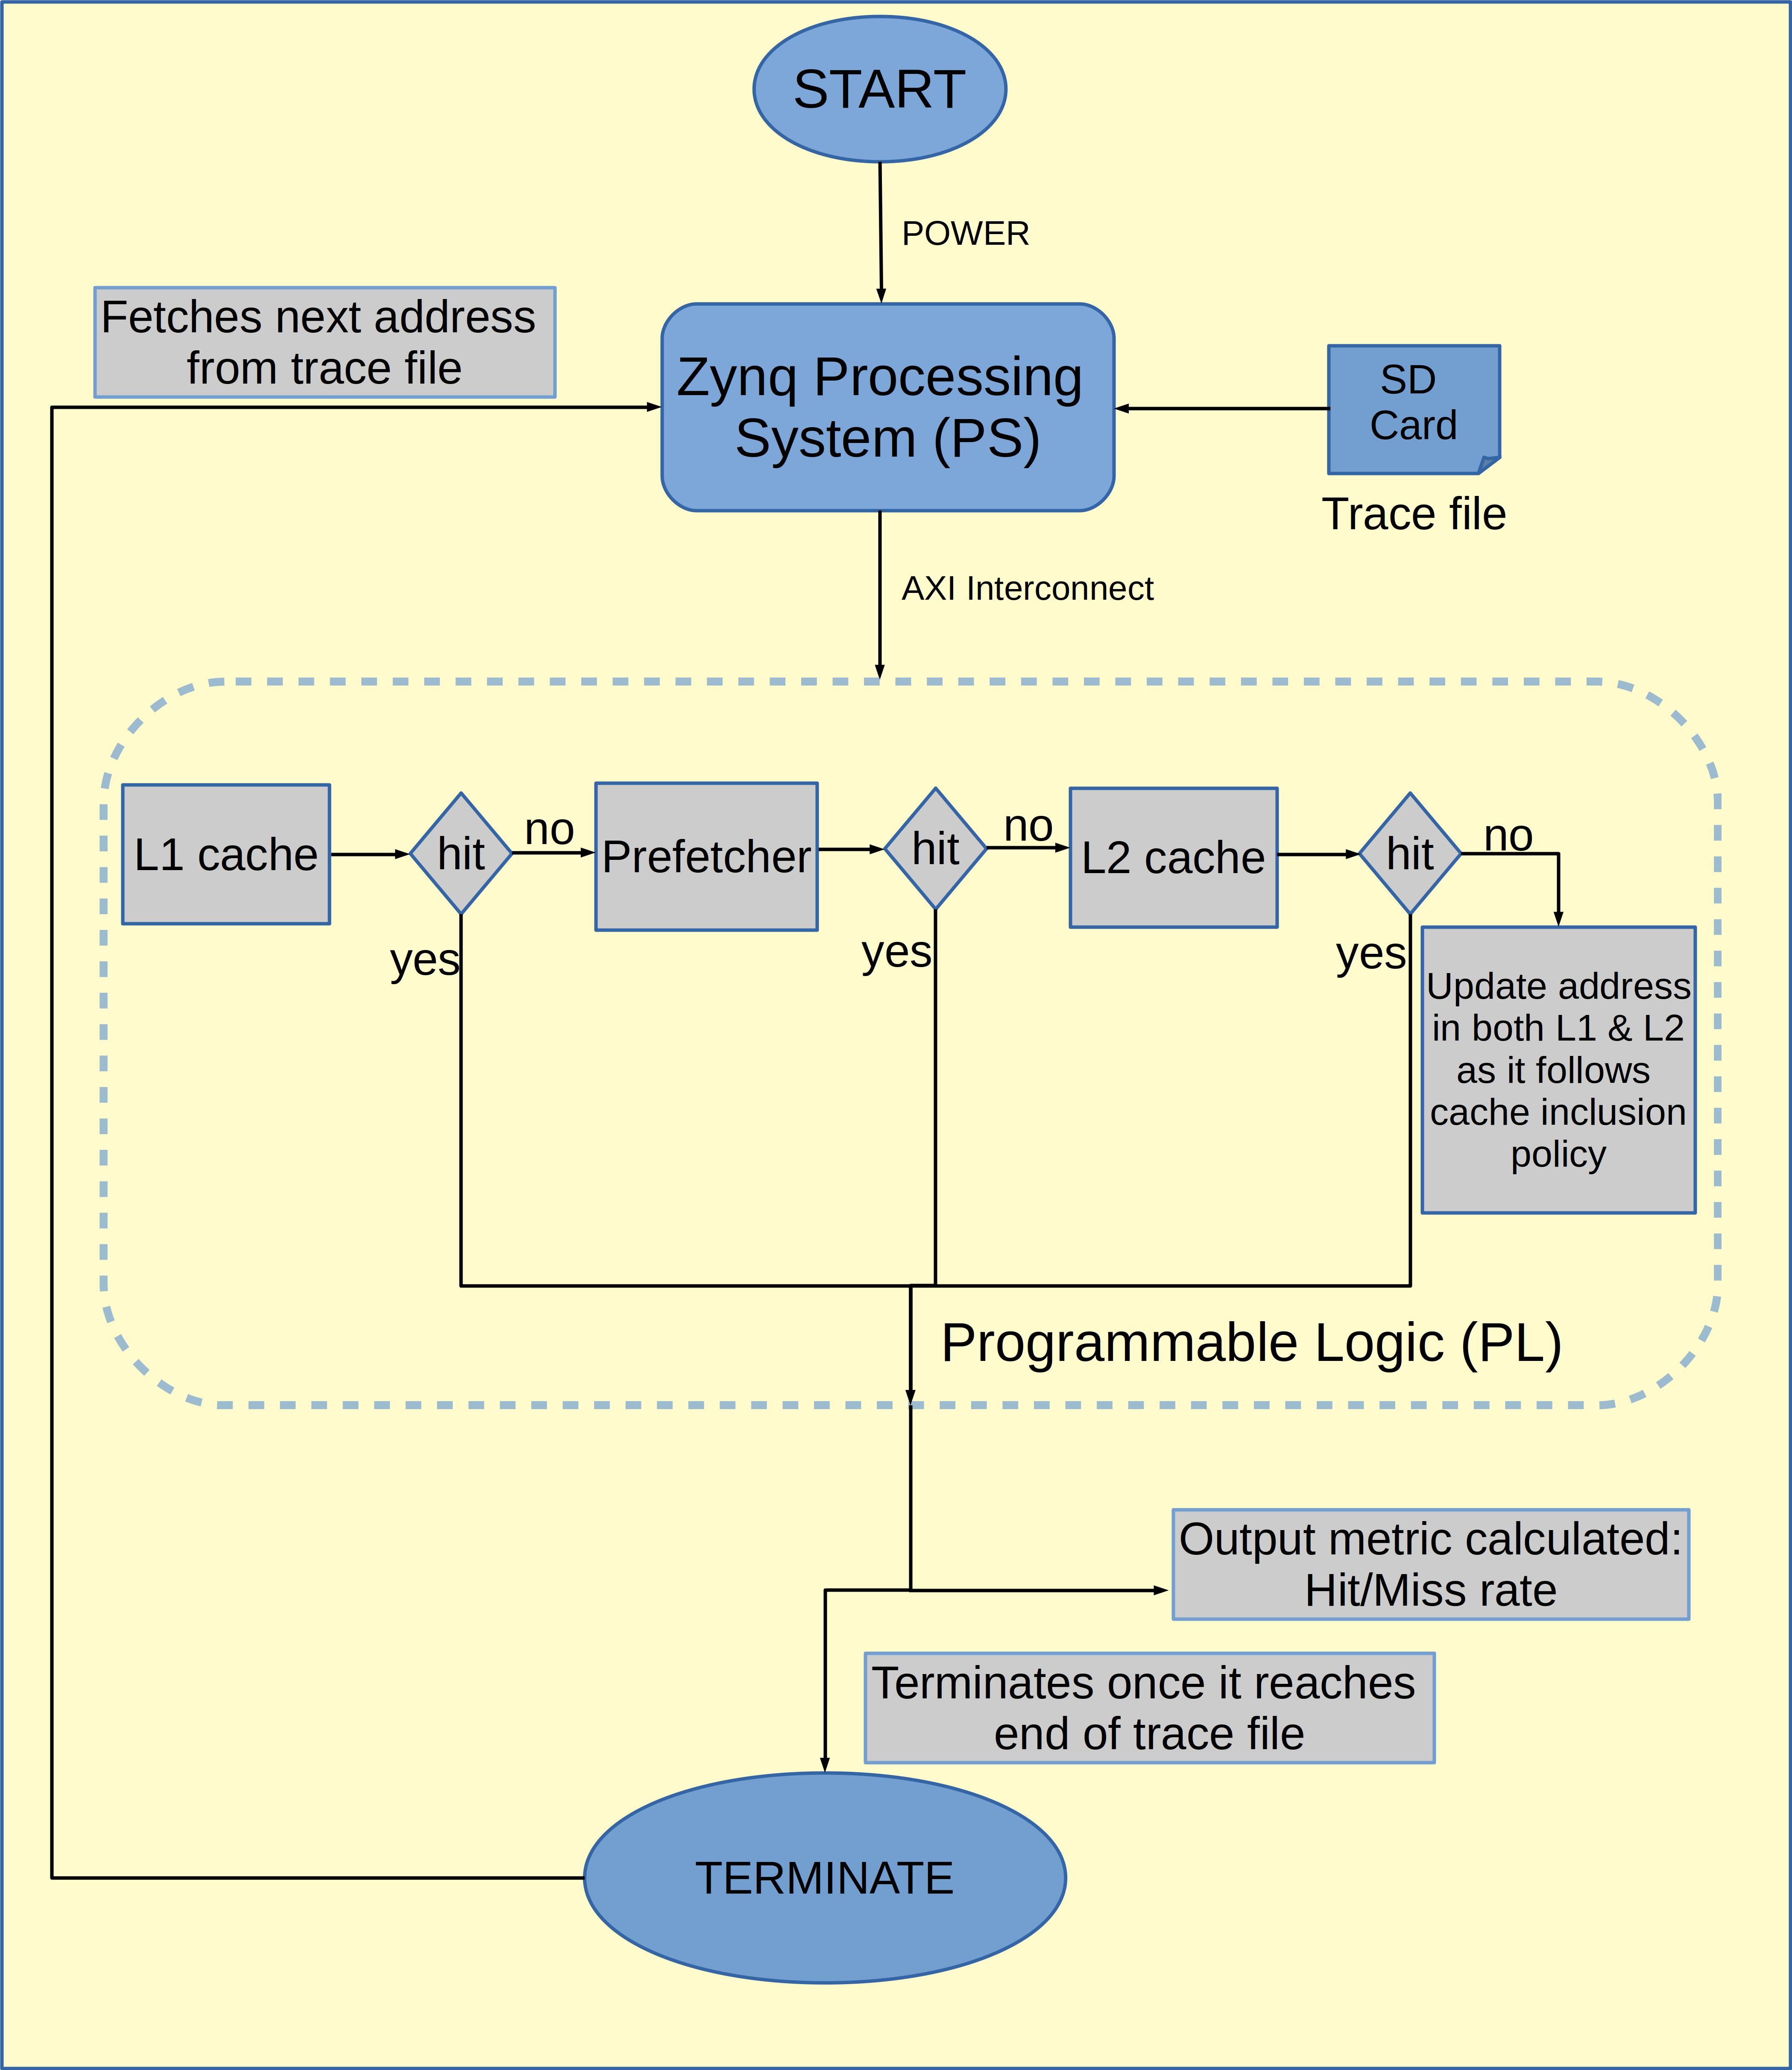 START
POWER
Fetches next address
from trace file
Zynq Processing
System (PS)
SD
Card
Trace file
AXI Interconnect
L1 cache
hit
no
Prefetcher
hit
no
L2 cache
hit
no
yes
yes
yes
Update address
in both L1 & L2
as it follows
cache inclusion
policy
Programmable Logic (PL)
Output metric calculated:
Hit/Miss rate
Terminates once it reaches
end of trace file
TERMINATE